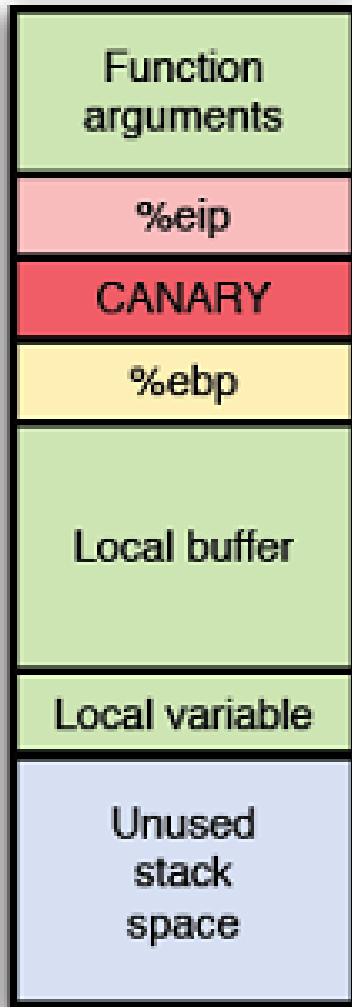 Function
arguments
%eip
CANARY
%ebp
Local buffer
Local variable
Unused
stack
space